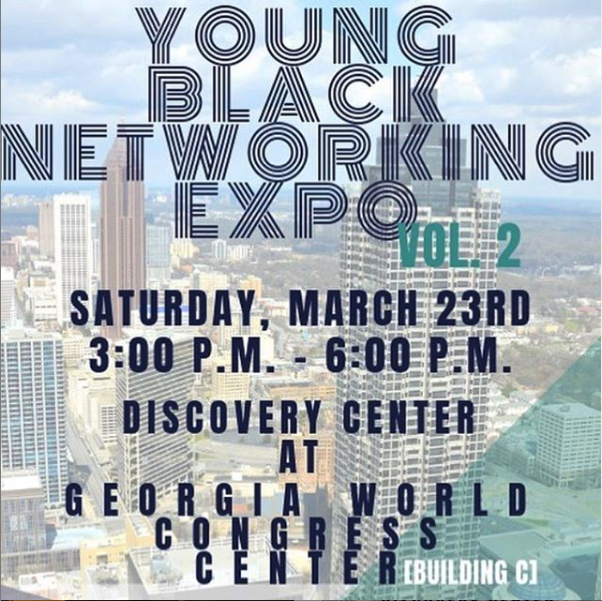 YOUNG
BLACK
NETWORKING
EXPO
VOL. 2
SATURDAY, MARCH 23RD
3:00 P.M. - 6:00 P.M.
DISCOVERY CENTER
AT
GEORGIA WORLD
CONGRESS
CENTER [BUILDING C]